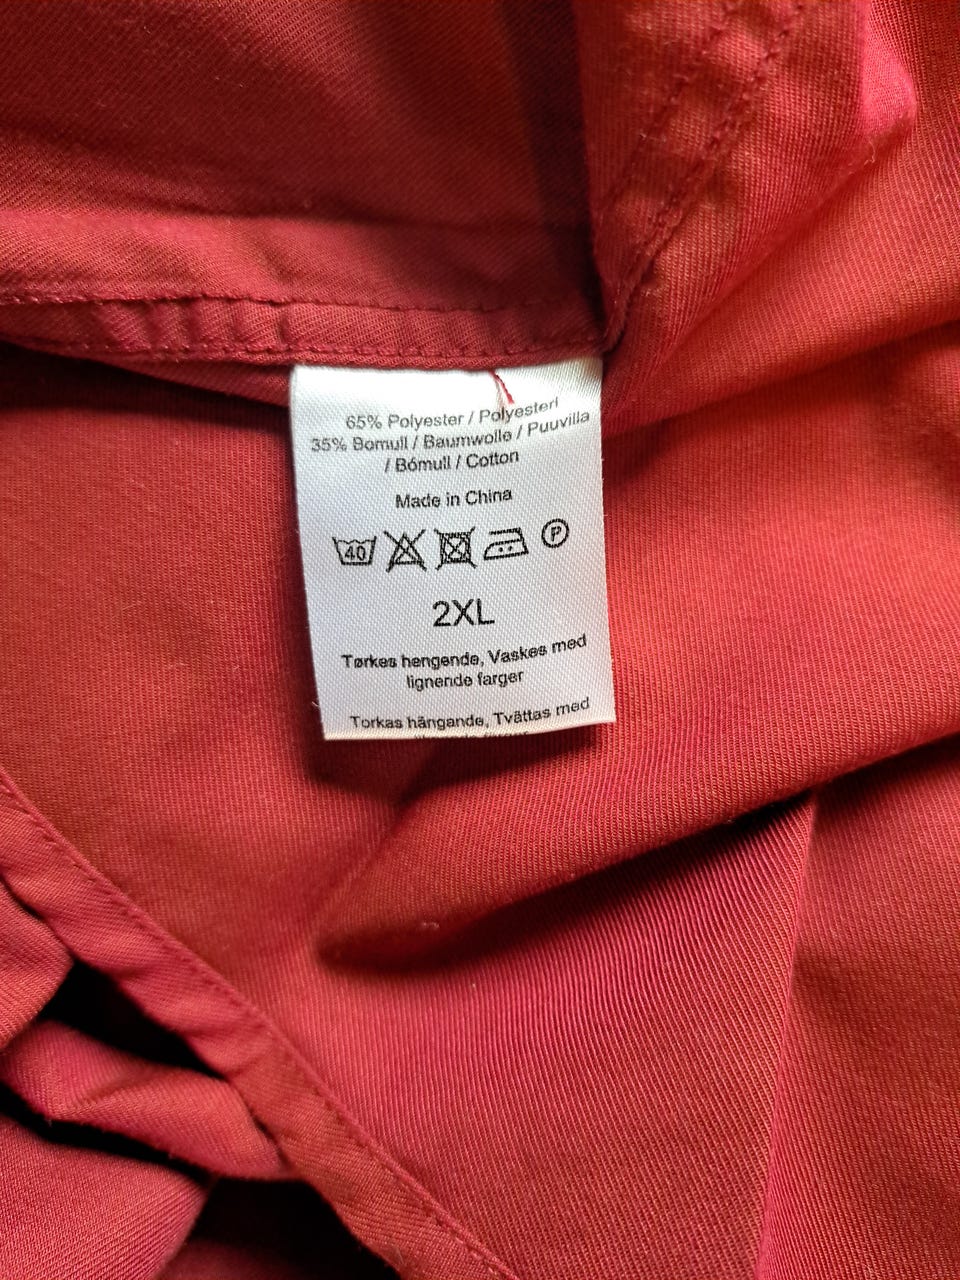 65% Polyester / Polyesteri
35% Bomull / Baumwolle / Puuvilla
/ Bómull / Cotton
Made in China
40 P
2XL
Tørkes hengende, Vaskes med
lignende farger
Torkas hängande, Tvättas med